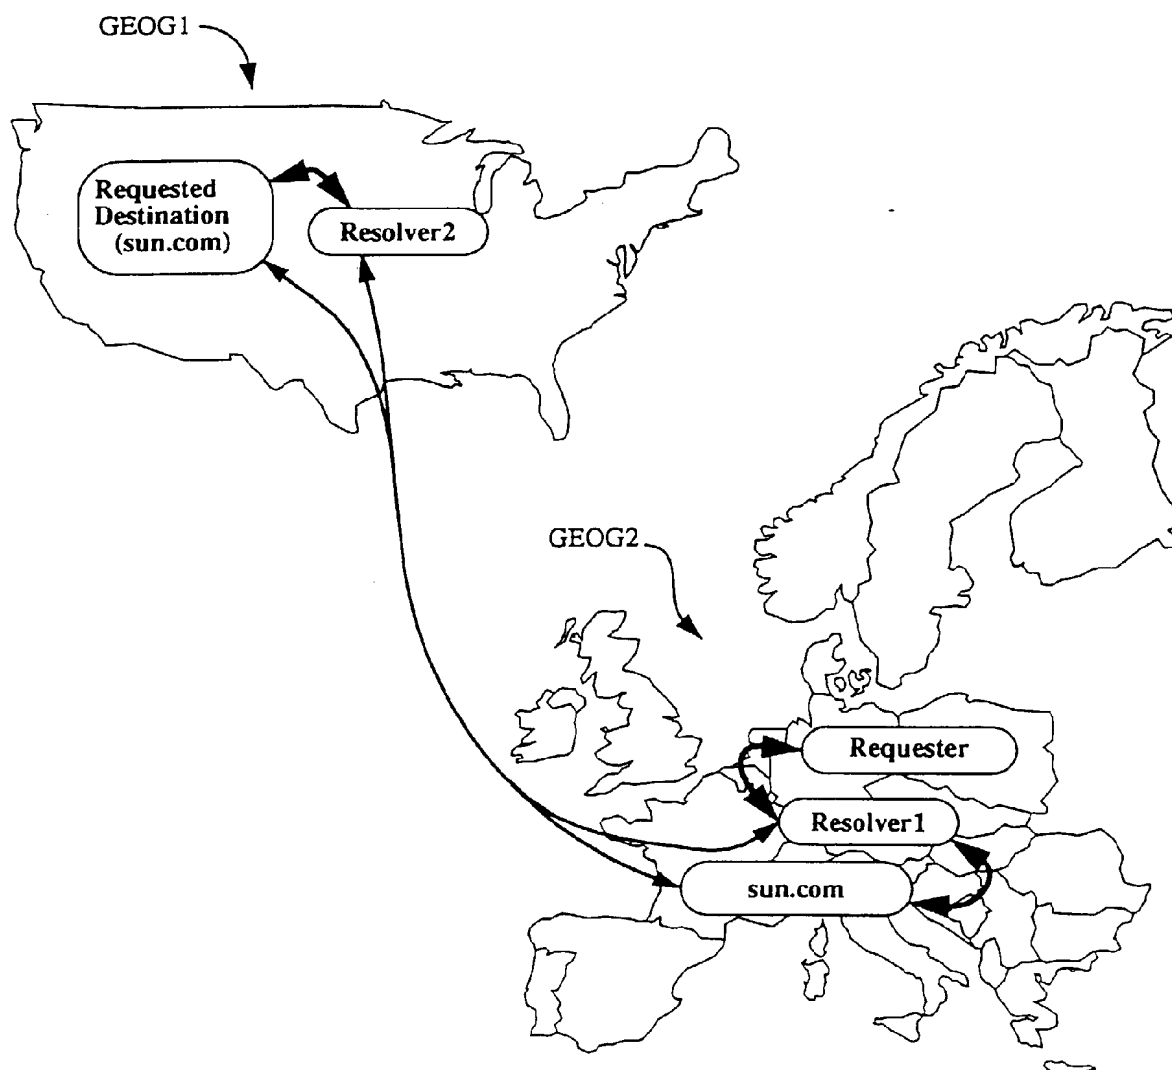 GEOG1
Requested
Destination
(sun.com)
Resolver2
GEOG2
Requester
Resolver1
sun.com